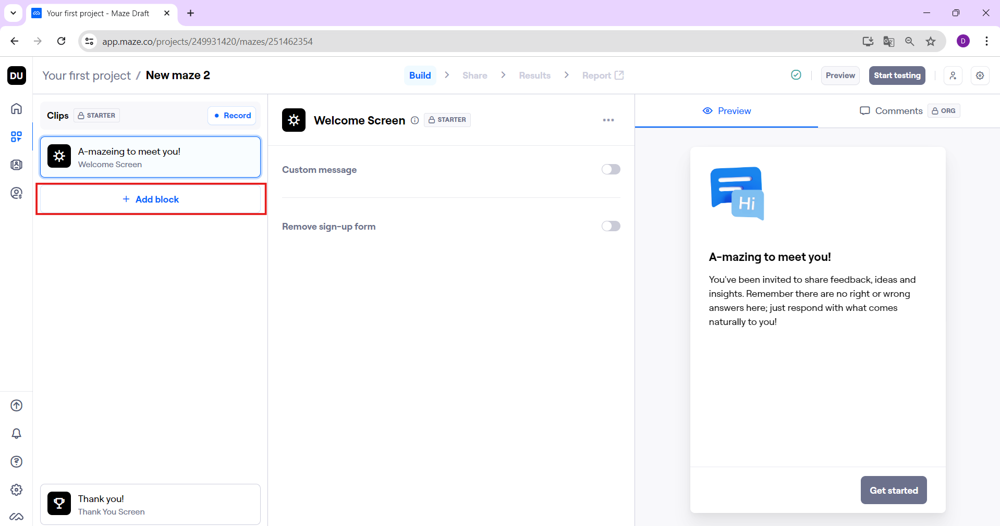 Your first project - Maze Draft
app.maze.co/projects/249931420/mazes/251462354
D
DU
Your first project / New maze 2
Build
Share
Results
Report
Preview
Start testing
Clips
STARTER
Record
A-mazeing to meet you!
Welcome Screen
+ Add block
Thank you!
Thank You Screen
Welcome Screen
STARTER
Custom message
Remove sign-up form
Preview
Comments
ORG
Hi
A-mazing to meet you!
You've been invited to share feedback, ideas and
insights. Remember there are no right or wrong
answers here; just respond with what comes
naturally to you!
Get started